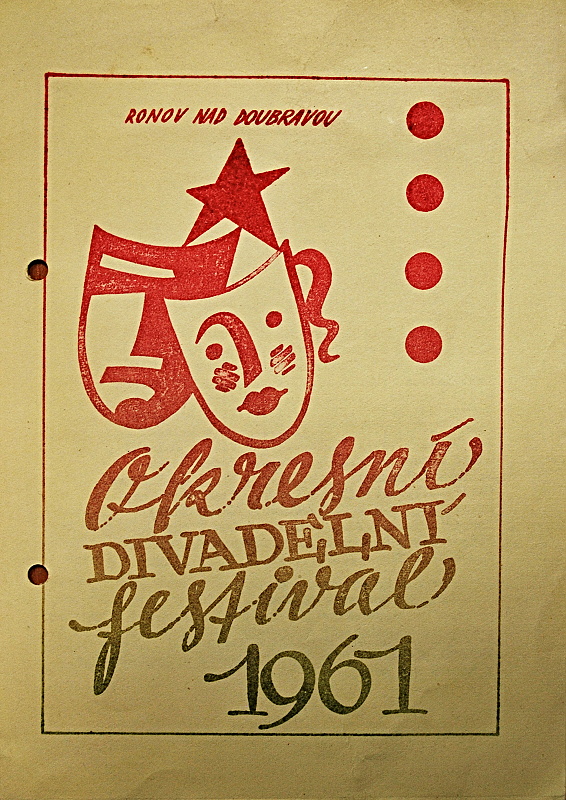 RONOV NAD DOUBRAVOU
Okresní
DIVADELNÍ
festival
1961